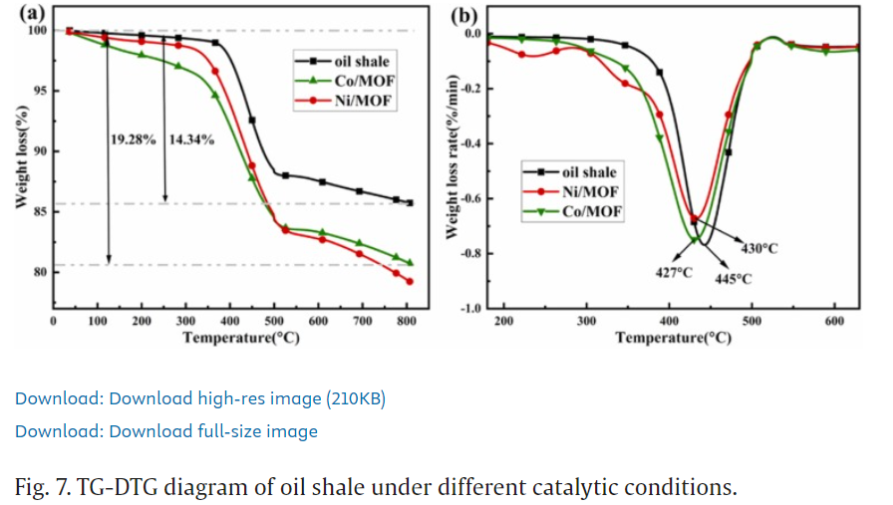 (a)
100
95
90
85
80
Weight loss(%)
oil shale
Co/MOF
Ni/MOF
19.28%
14.34%
0 100 200 300 400 500 600 700 800
Temperature(°C)
(b)
0.0
-0.2
-0.4
-0.6
-0.8
-1.0
Weight loss rate(%/min)
oil shale
Ni/MOF
Co/MOF
430°C
427°C
445°C
200 300 400 500 600
Temperature(°C)
Download: Download high-res image (210KB)
Download: Download full-size image
Fig. 7. TG-DTG diagram of oil shale under different catalytic conditions.